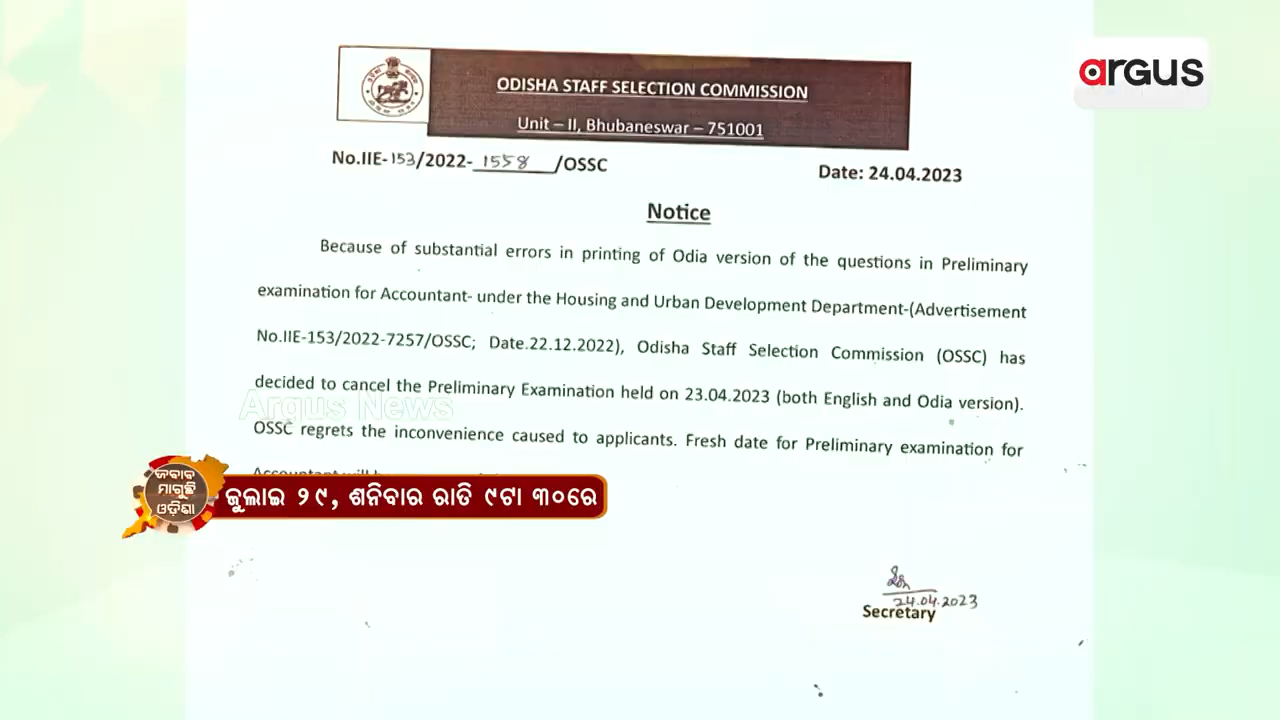 argus
ODISHA STAFF SELECTION COMMISSION
Unit – II, Bhubaneswar – 751001
No.IIE-153/2022-1558/OSSC
Date: 24.04.2023
Notice
Because of substantial errors in printing of Odia version of the questions in Preliminary
examination for Accountant- under the Housing and Urban Development Department-(Advertisement
No.IIE-153/2022-7257/OSSC; Date.22.12.2022), Odisha Staff Selection Commission (OSSC) has
decided to cancel the Preliminary Examination held on 23.04.2023 (both English and Odia version).
Argus News
OSSC regrets the inconvenience caused to applicants. Fresh date for Preliminary examination for
ଜବାବ
ମାଗୁଛି
ଓଡ଼ିଶା
ଜୁଲାଇ ୨୯, ଶନିବାର ରାତି ୯ଟା ୩୦ରେ
24.04.2023
Secretary